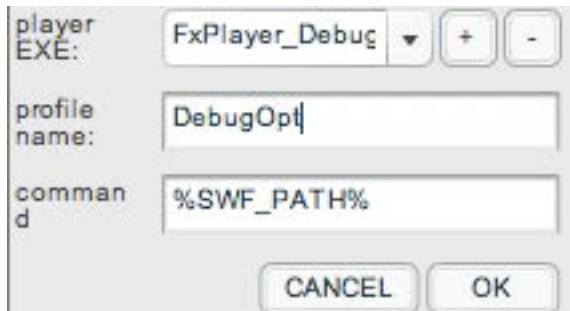 player
EXE:
FxPlayer_Debug
+
-
profile
name:
DebugOpt
comman
d
%SWF_PATH%
CANCEL
OK